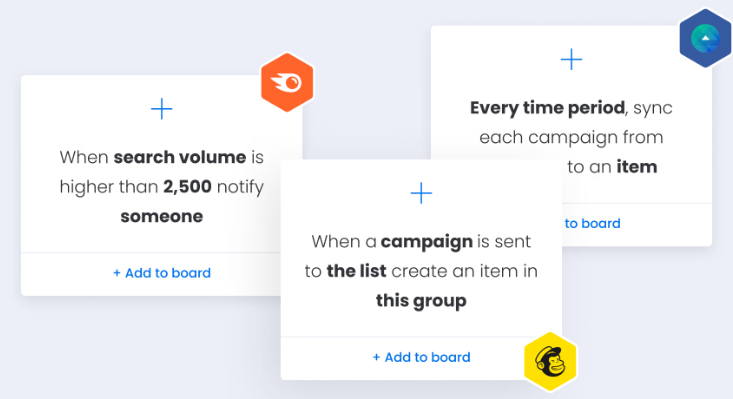 When search volume is
higher than 2,500 notify
someone
+ Add to board
Every time period, sync
each campaign from
to an item
to board
When a campaign is sent
to the list create an item in
this group
+ Add to board